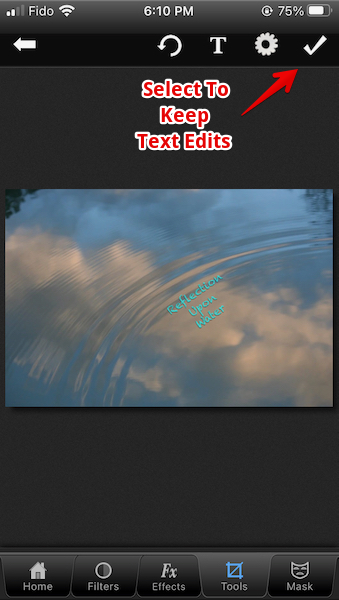 Fido 6:10 PM 75%
T
Select To
Keep
Text Edits
Reflection
Upon
Water
Fx
Home Filters Effects Tools Mask